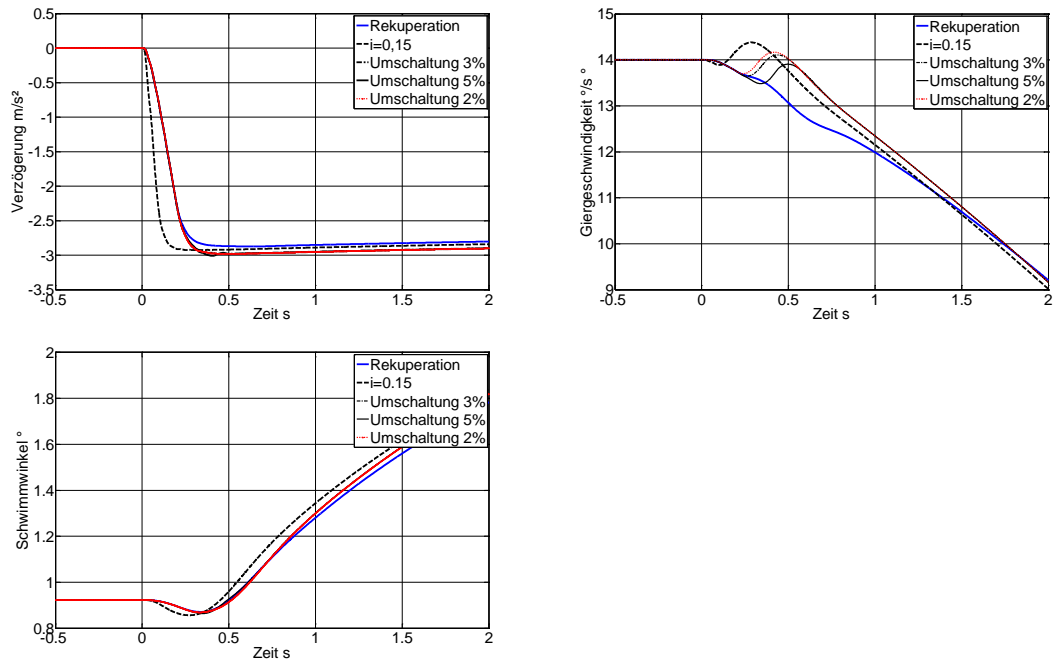 0.5
0
-0.5
-1
-1.5
-2
-2.5
-3
-3.5
-0.5 0 0.5 1 1.5 2
Zeit s
Verzögerung m/s²
Rekuperation
i=0,15
Umschaltung 3%
Umschaltung 5%
Umschaltung 2%
15
14
13
12
11
10
9
-0.5 0 0.5 1 1.5 2
Zeit s
Giergeschwindigkeit °/s
Rekuperation
i=0.15
Umschaltung 3%
Umschaltung 5%
Umschaltung 2%
2
1.8
1.6
1.4
1.2
1
0.8
-0.5 0 0.5 1 1.5 2
Zeit s
Schwimmwinkel °
Rekuperation
i=0.15
Umschaltung 3%
Umschaltung 5%
Umschaltung 2%